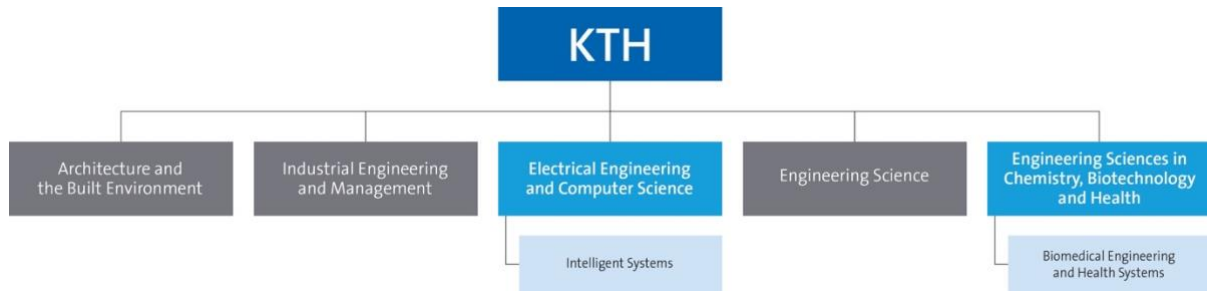 KTH
Architecture and
the Built Environment
Industrial Engineering
and Management
Electrical Engineering
and Computer Science
Engineering Science
Engineering Sciences in
Chemistry, Biotechnology
and Health
Intelligent Systems
Biomedical Engineering
and Health Systems